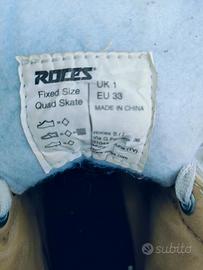 ROCES
Fixed Size
Quad Skate
UK 1
EU 33
MADE IN CHINA
subito